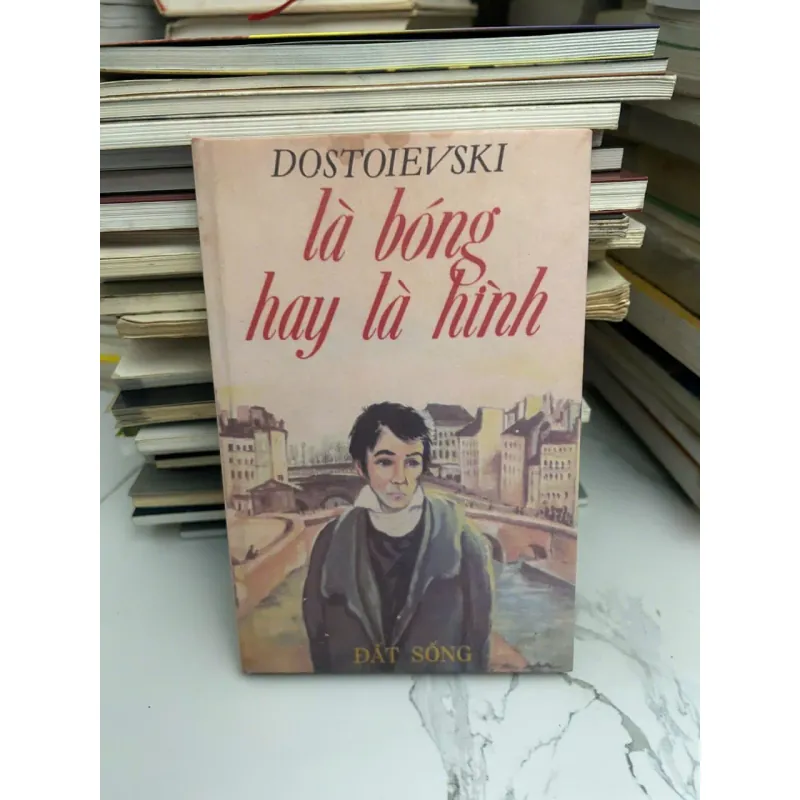 DOSTOIEVSKI
là bóng
hay là hình
ĐẤT SỐNG